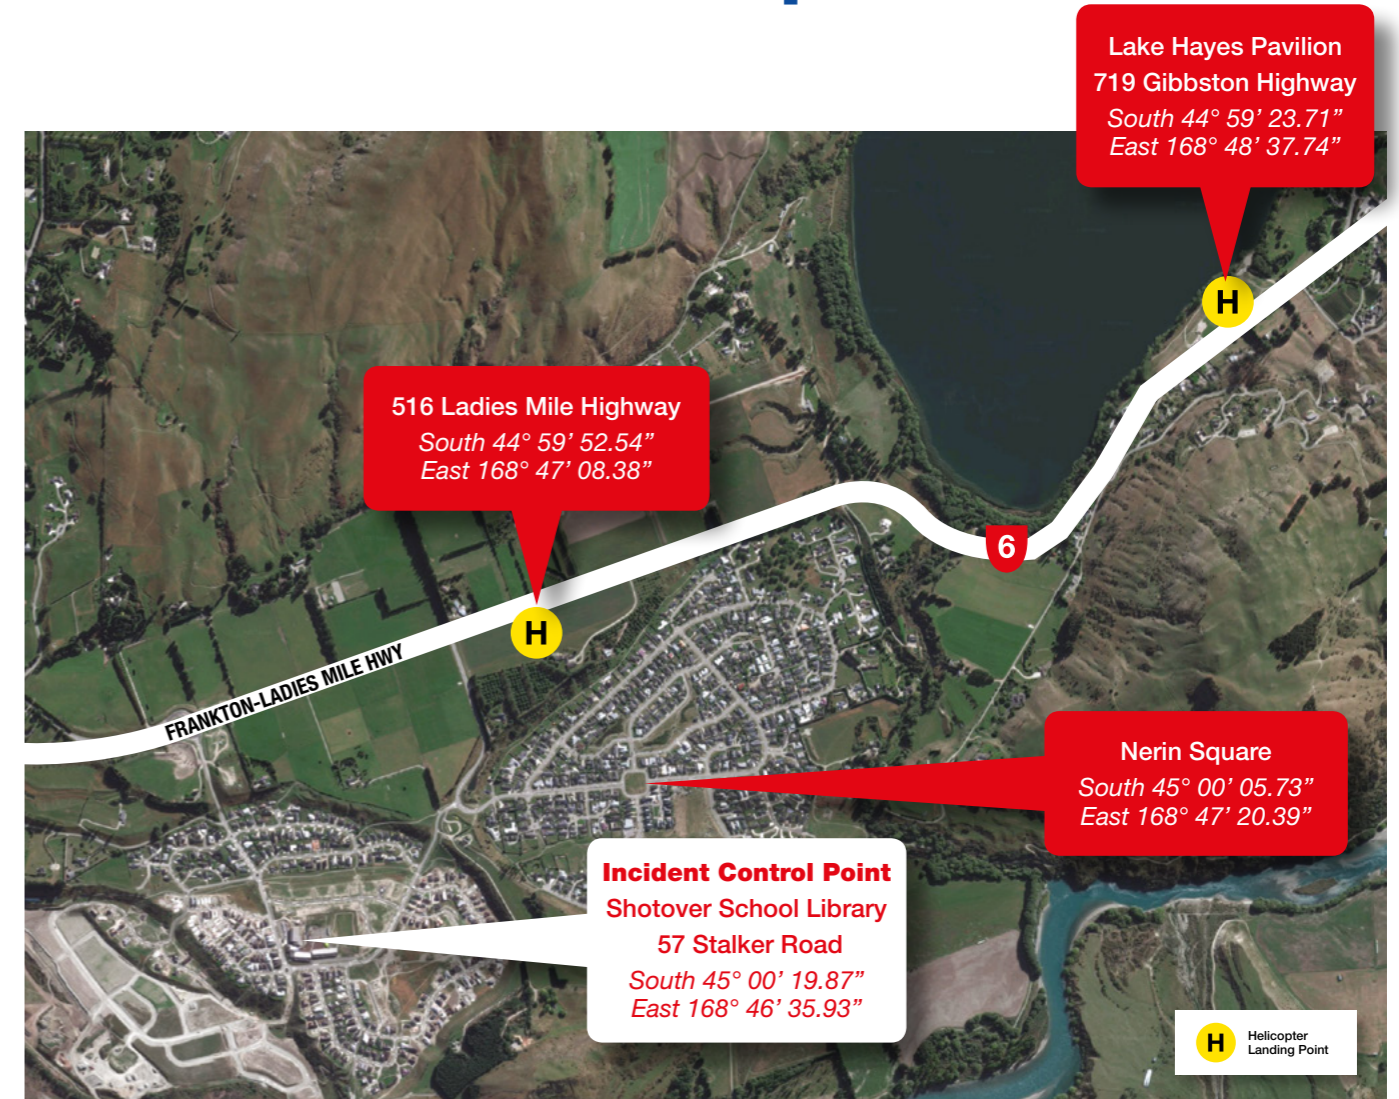 Lake Hayes Pavilion
719 Gibbston Highway
South 44° 59’ 23.71”
East 168° 48’ 37.74”
H
516 Ladies Mile Highway
South 44° 59’ 52.54”
East 168° 47’ 08.38”
6
H
FRANKTON-LADIES MILE HWY
Nerin Square
South 45° 00’ 05.73”
East 168° 47’ 20.39”
Incident Control Point
Shotover School Library
57 Stalker Road
South 45° 00’ 19.87”
East 168° 46’ 35.93”
H
Helicopter
Landing Point